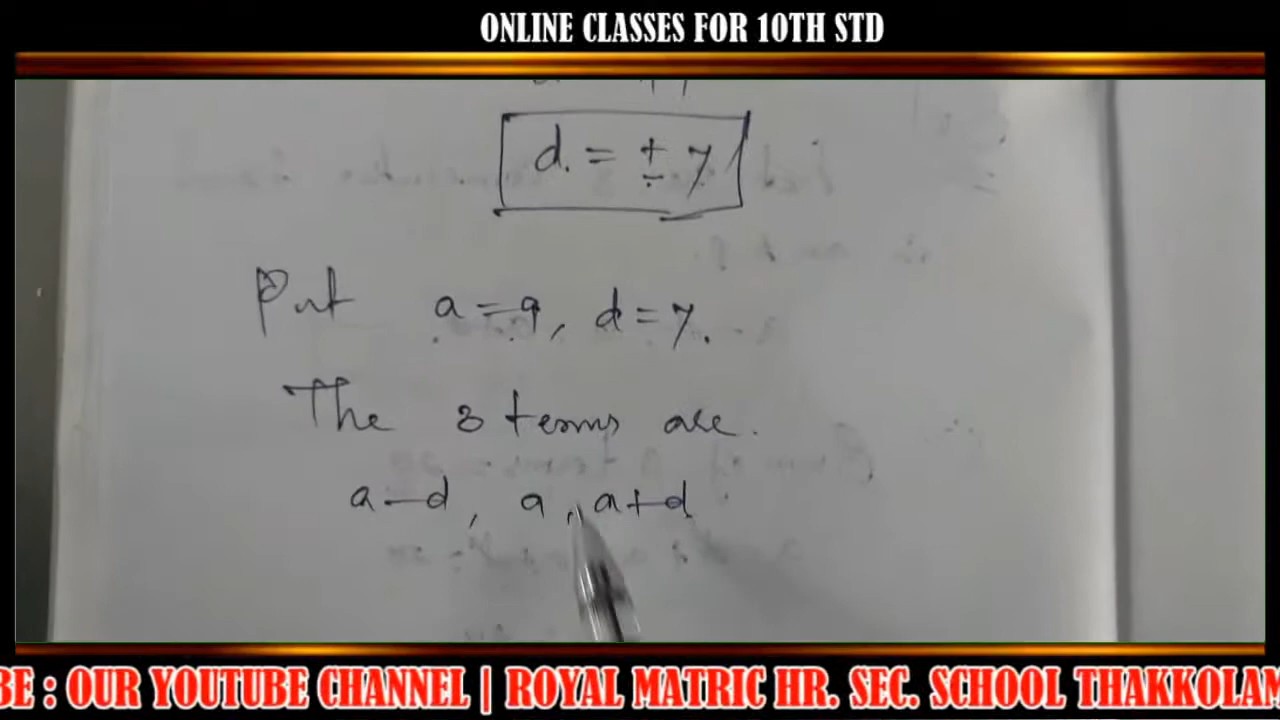 ONLINE CLASSES FOR 10TH STD
d. = ± 7
Put a = 9, d = 7.
The 3 terms are.
a - d, a, a + d
BE : OUR YOUTUBE CHANNEL | ROYAL MATRIC HR. SEC. SCHOOL THAKKOLAM